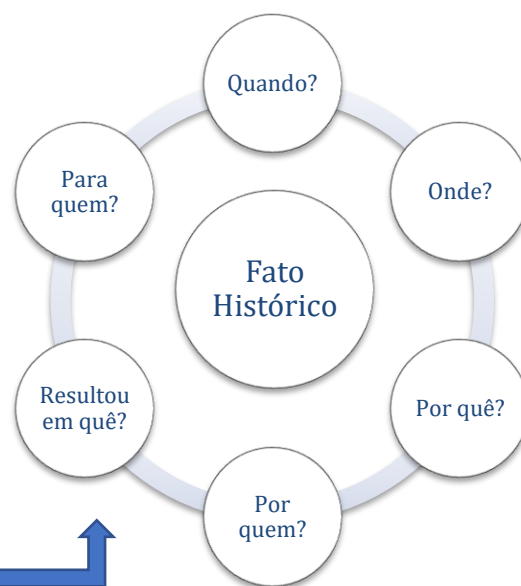 Quando?
Onde?
Para
quem?
Fato
Histórico
Resultou
em quê?
Por quê?
Por
quem?